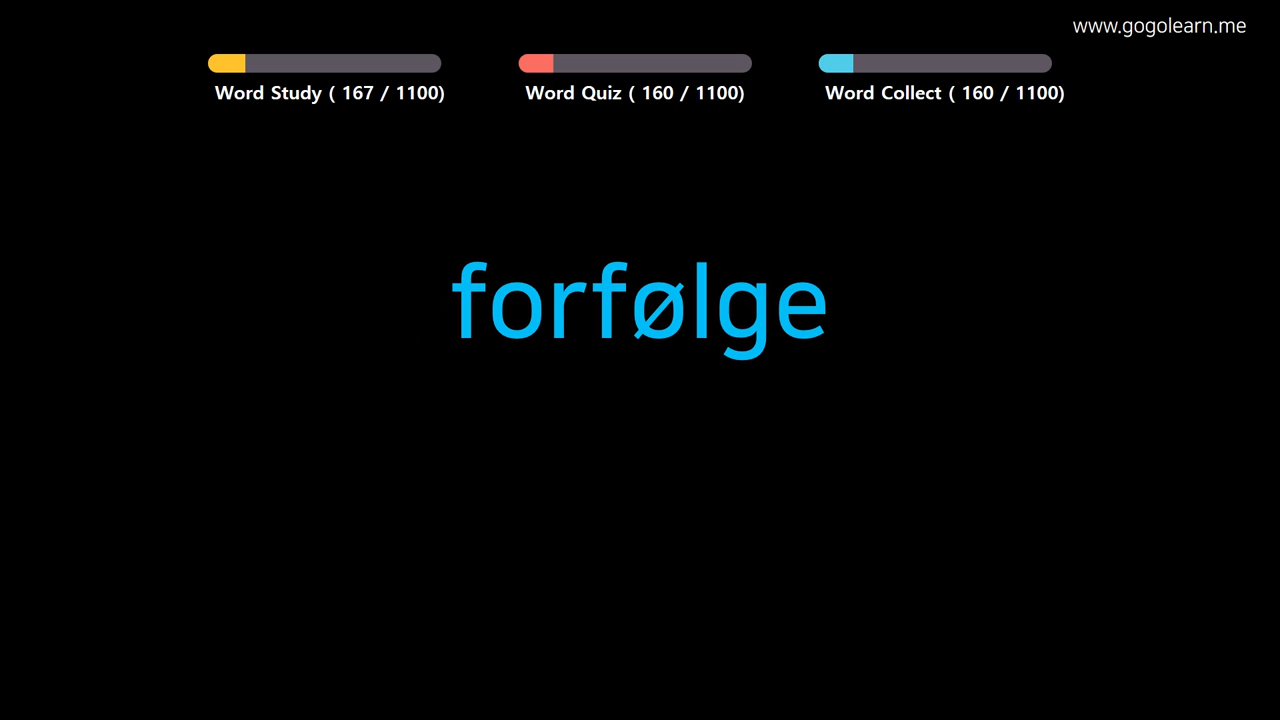 www.gogolearn.me
Word Study ( 167 / 1100)
Word Quiz ( 160 / 1100)
Word Collect ( 160 / 1100)
forfølge